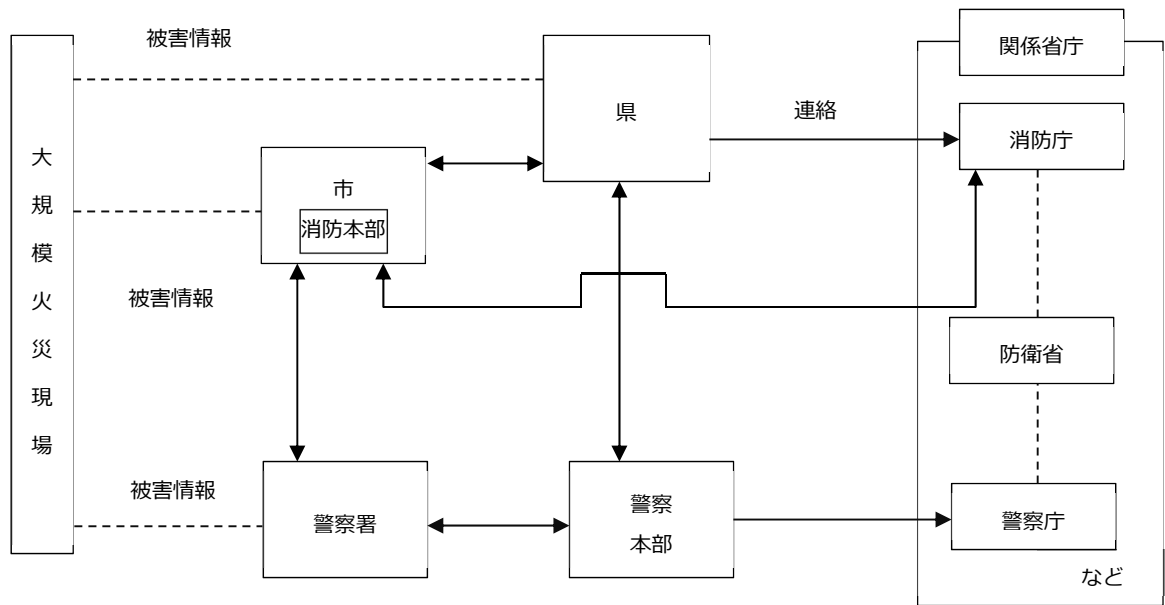 被害情報
関係省庁
県
連絡
消防庁
大規模火災現場
市
消防本部
被害情報
防衛省
被害情報
警察署
警察
本部
警察庁
など